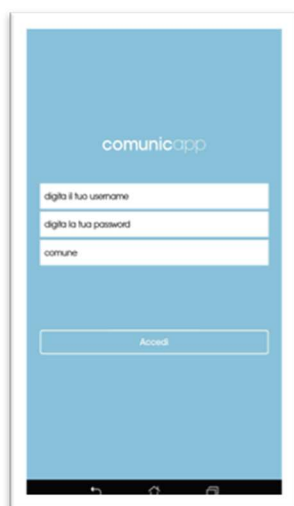 comunicapp
digita il tuo username
digita la tua password
comune
Accedi